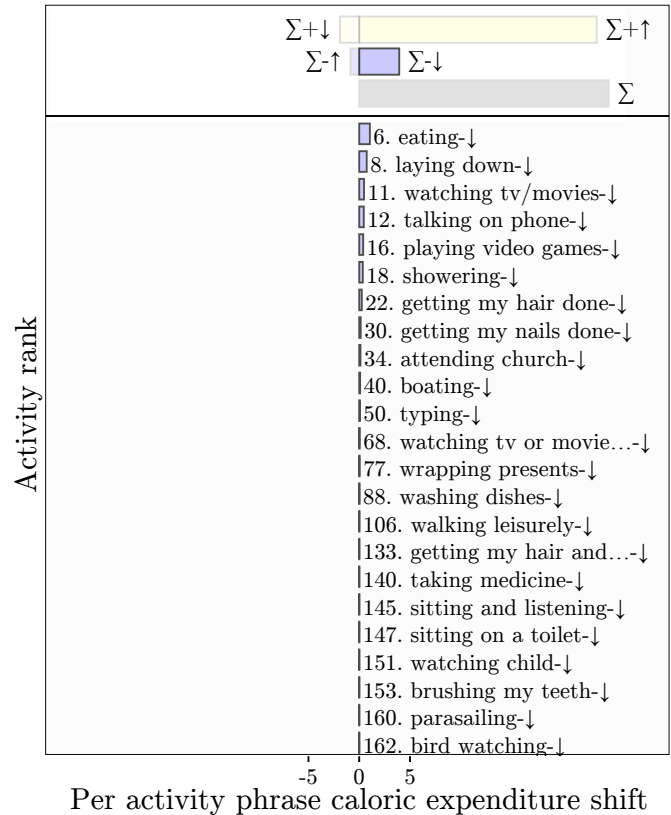 ∑+↓ ∑+↑
∑-↑ ∑-↓
∑
6. eating-↓
8. laying down-↓
11. watching tv/movies-↓
12. talking on phone-↓
16. playing video games-↓
18. showering-↓
22. getting my hair done-↓
30. getting my nails done-↓
34. attending church-↓
40. boating-↓
50. typing-↓
68. watching tv or movie...-↓
77. wrapping presents-↓
88. washing dishes-↓
106. walking leisurely-↓
133. getting my hair and...-↓
140. taking medicine-↓
145. sitting and listening-↓
147. sitting on a toilet-↓
151. watching child-↓
153. brushing my teeth-↓
160. parasailing-↓
162. bird watching-↓
Activity rank
-5 0 5
Per activity phrase caloric expenditure shift